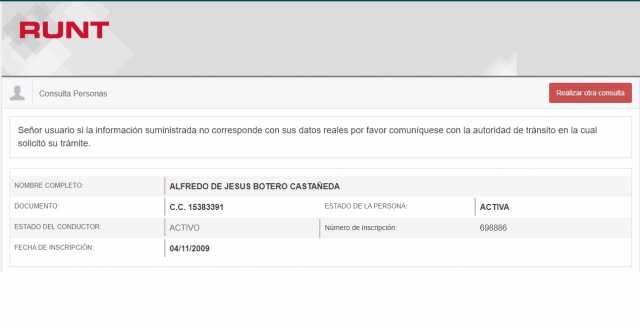 RUNT
Consulta Personas
Realizar otra consulta
Señor usuario si la información suministrada no corresponde con sus datos reales por favor comuníquese con la autoridad de tránsito en la cual
solicitó su trámite.
NOMBRE COMPLETO: ALFREDO DE JESUS BOTERO CASTAÑEDA
DOCUMENTO: C.C. 15383391 ESTADO DE LA PERSONA: ACTIVA
ESTADO DEL CONDUCTOR: ACTIVO Número de inscripción: 698886
FECHA DE INSCRIPCIÓN: 04/11/2009